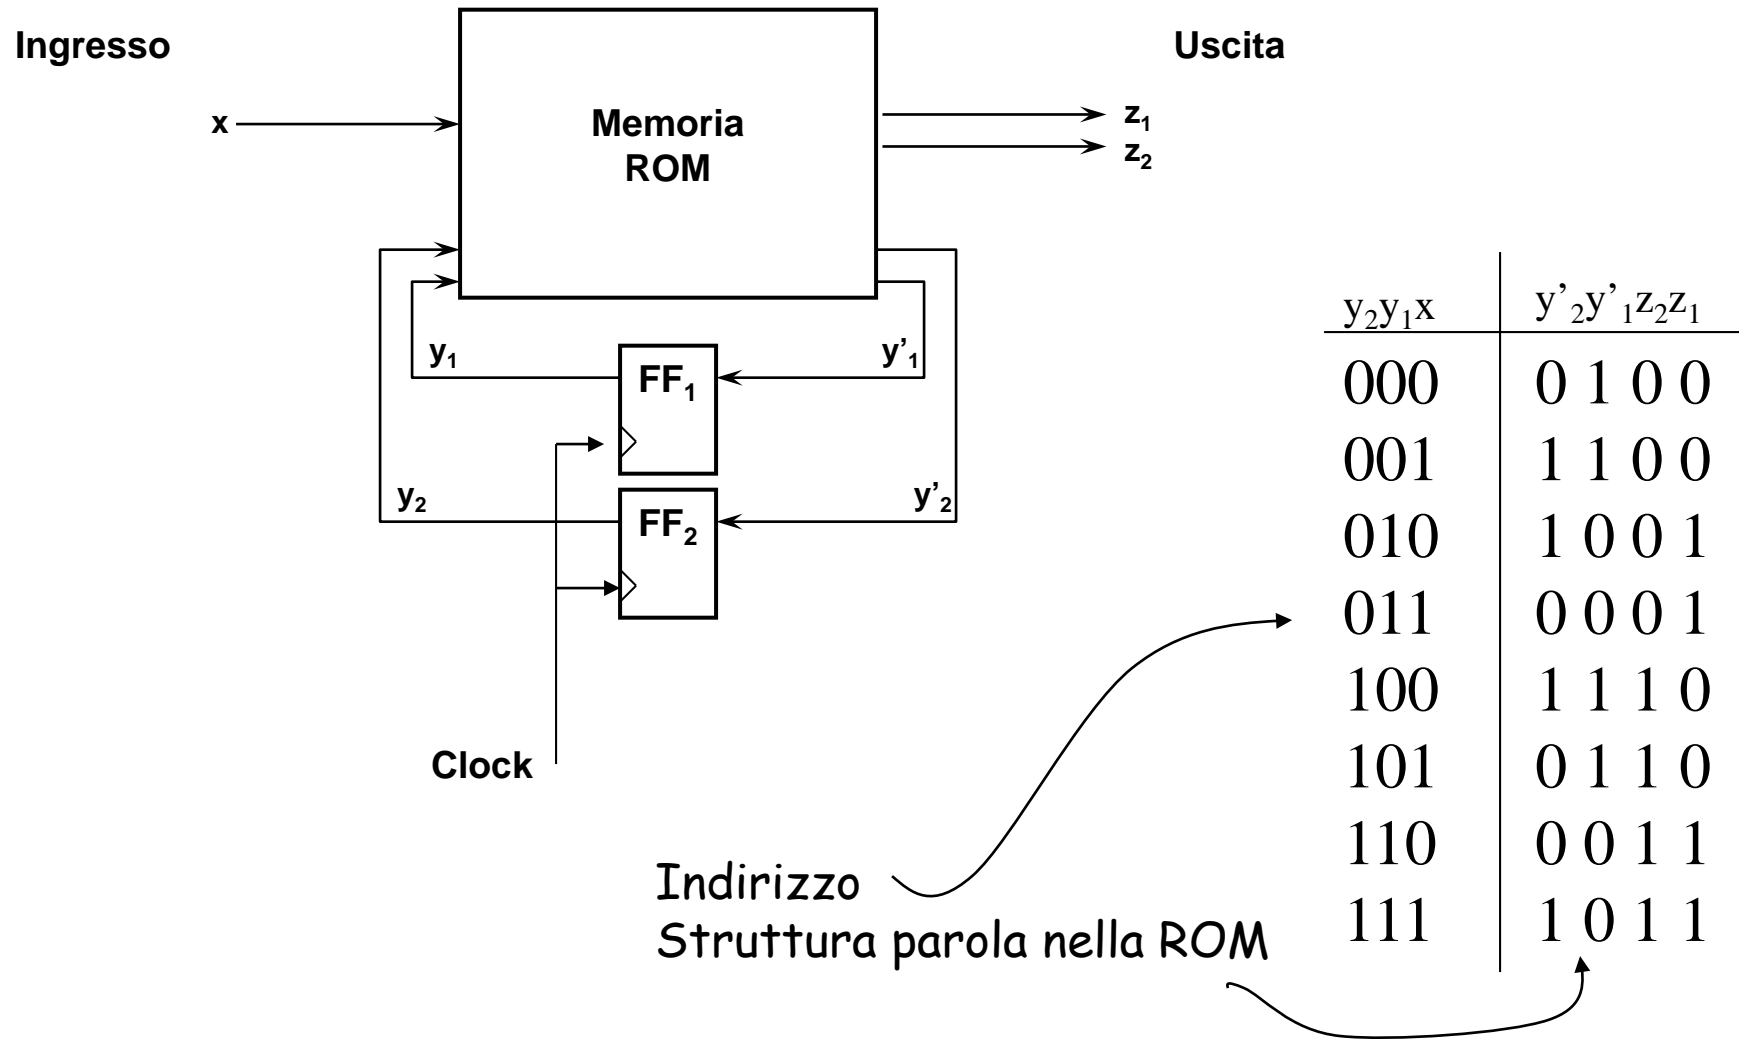 Ingresso
Uscita
Memoria
ROM
x
z₁
z₂
y₁
FF₁
y’₁
y₂
FF₂
y’₂
Clock
Indirizzo
Struttura parola nella ROM
y₂y₁x y’₂y’₁z₂z₁
000 0 1 0 0
001 1 1 0 0
010 1 0 0 1
011 0 0 0 1
100 1 1 1 0
101 0 1 1 0
110 0 0 1 1
111 1 0 1 1